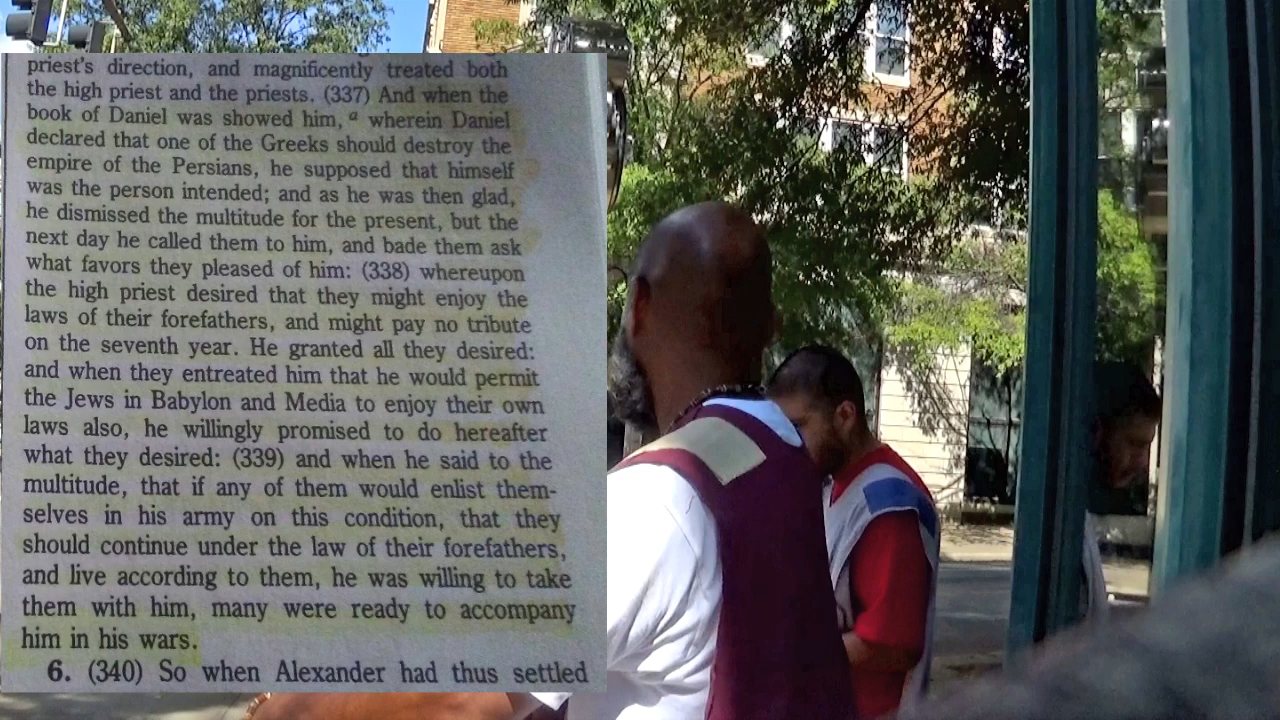 priest's direction, and magnificently treated both
the high priest and the priests. (337) And when the
book of Daniel was showed him, a wherein Daniel
declared that one of the Greeks should destroy the
empire of the Persians, he supposed that himself
was the person intended; and as he was then glad,
he dismissed the multitude for the present, but the
next day he called them to him, and bade them ask
what favors they pleased of him: (338) whereupon
the high priest desired that they might enjoy the
laws of their forefathers, and might pay no tribute
on the seventh year. He granted all they desired:
and when they entreated him that he would permit
the Jews in Babylon and Media to enjoy their own
laws also, he willingly promised to do hereafter
what they desired: (339) and when he said to the
multitude, that if any of them would enlist them-
selves in his army on this condition, that they
should continue under the law of their forefathers,
and live according to them, he was willing to take
them with him, many were ready to accompany
him in his wars.
6. (340) So when Alexander had thus settled